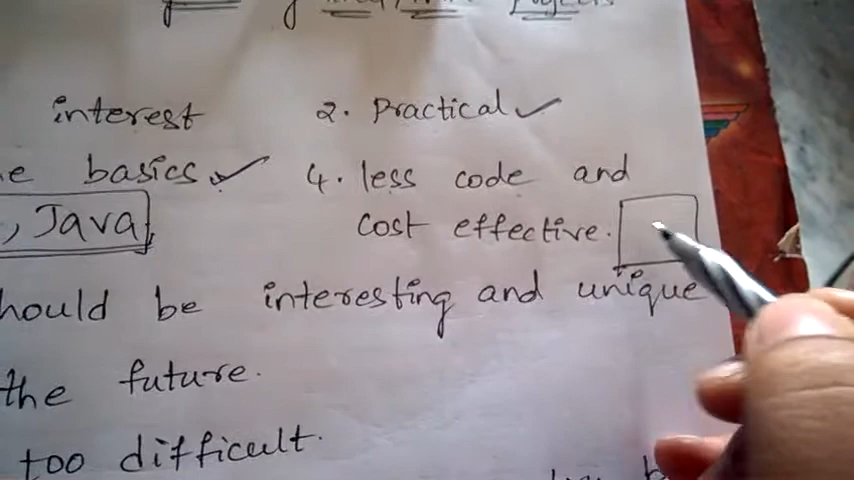 Projects
interest 2. Practical
basics 4. less code and
, Java cost effective.
hould be interesting and unique
the future.
too difficult.